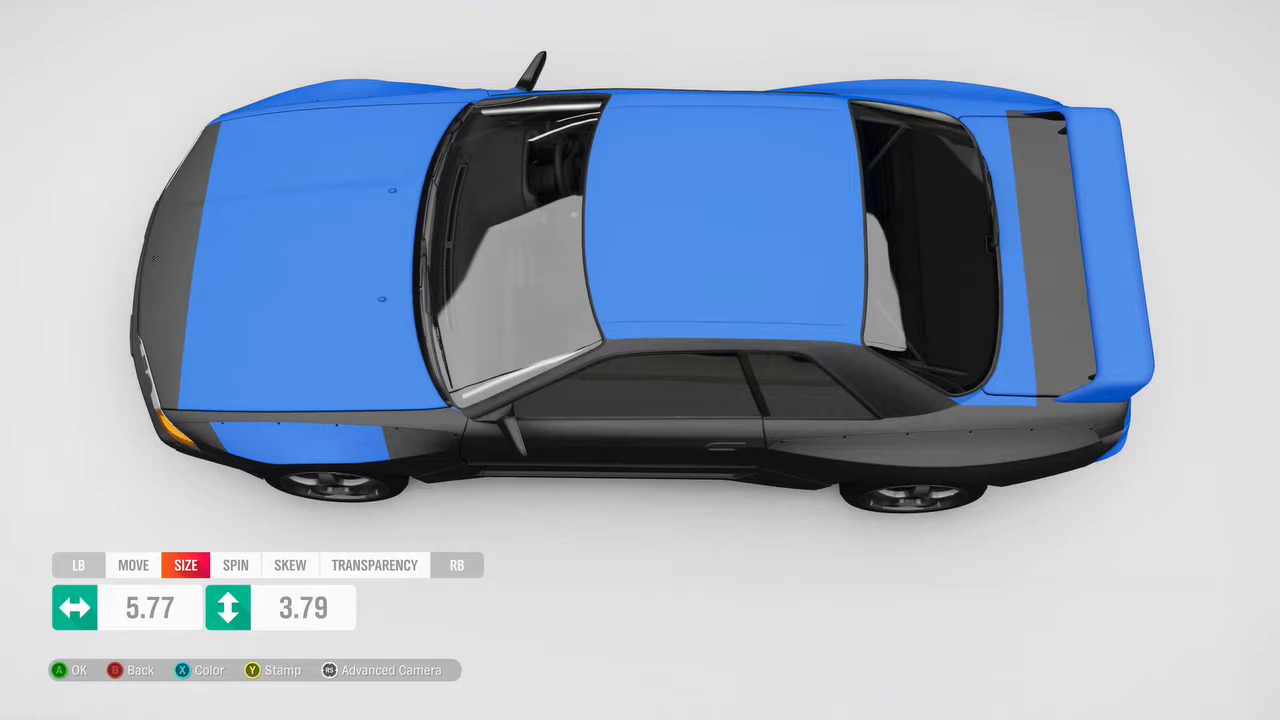 LB MOVE SIZE SPIN SKEW TRANSPARENCY RB
5.77 3.79
A OK B Back X Color Y Stamp RS Advanced Camera